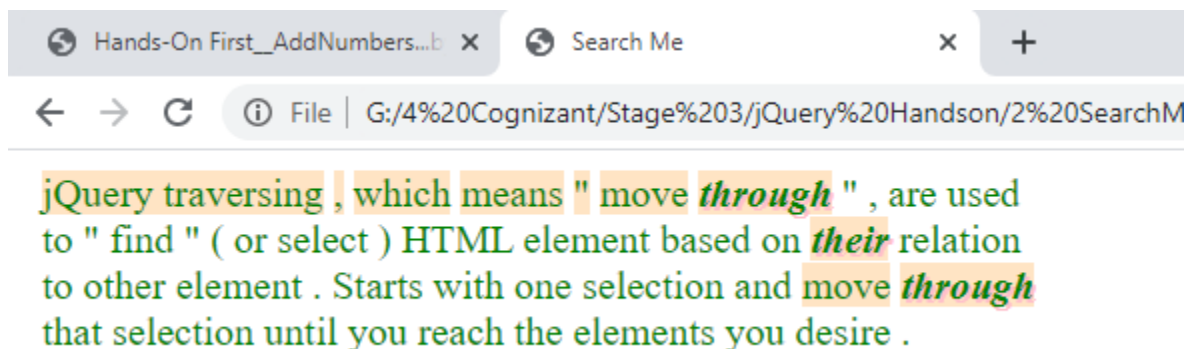 Hands-On First__AddNumbers...b
Search Me
File
G:/4%20Cognizant/Stage%203/jQuery%20Handson/2%20SearchM
jQuery traversing , which means " move through " , are used
to " find " ( or select ) HTML element based on their relation
to other element . Starts with one selection and move through
that selection until you reach the elements you desire .